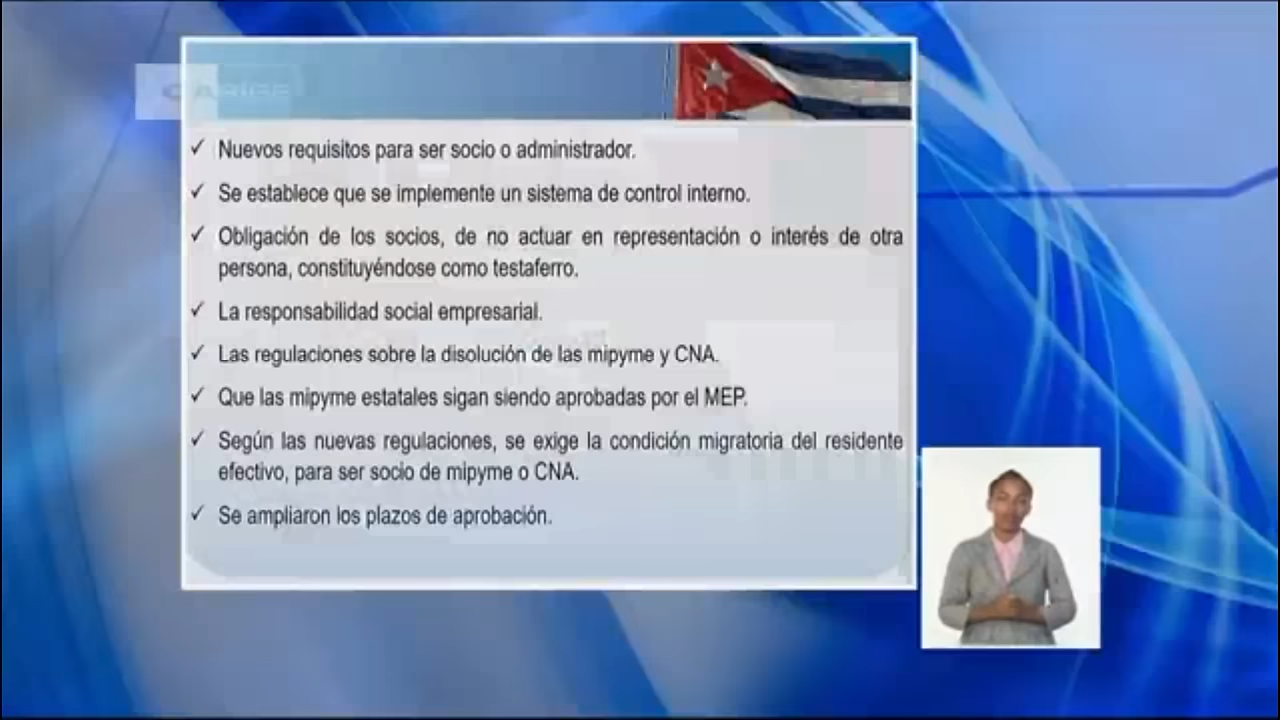 CARIBE
✓ Nuevos requisitos para ser socio o administrador.
✓ Se establece que se implemente un sistema de control interno.
✓ Obligación de los socios, de no actuar en representación o interés de otra
persona, constituyéndose como testaferro.
✓ La responsabilidad social empresarial.
✓ Las regulaciones sobre la disolución de las mipyme y CNA.
✓ Que las mipyme estatales sigan siendo aprobadas por el MEP.
✓ Según las nuevas regulaciones, se exige la condición migratoria del residente
efectivo, para ser socio de mipyme o CNA.
✓ Se ampliaron los plazos de aprobación.